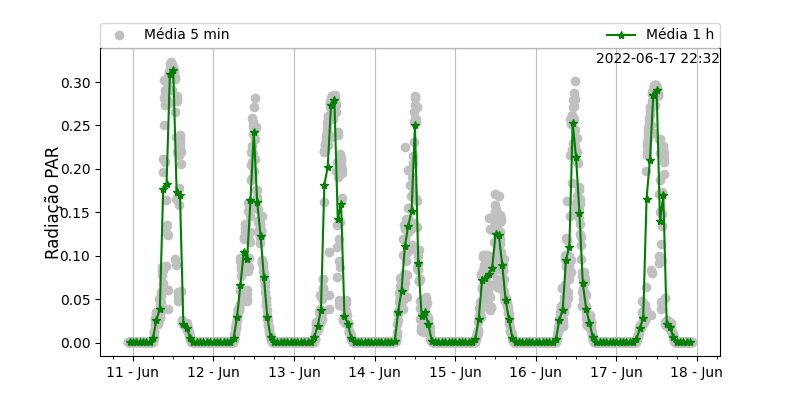 Média 5 min
Média 1 h
2022-06-17 22:32
Radiação PAR
0.30
0.25
0.20
0.15
0.10
0.05
0.00
11 - Jun
12 - Jun
13 - Jun
14 - Jun
15 - Jun
16 - Jun
17 - Jun
18 - Jun